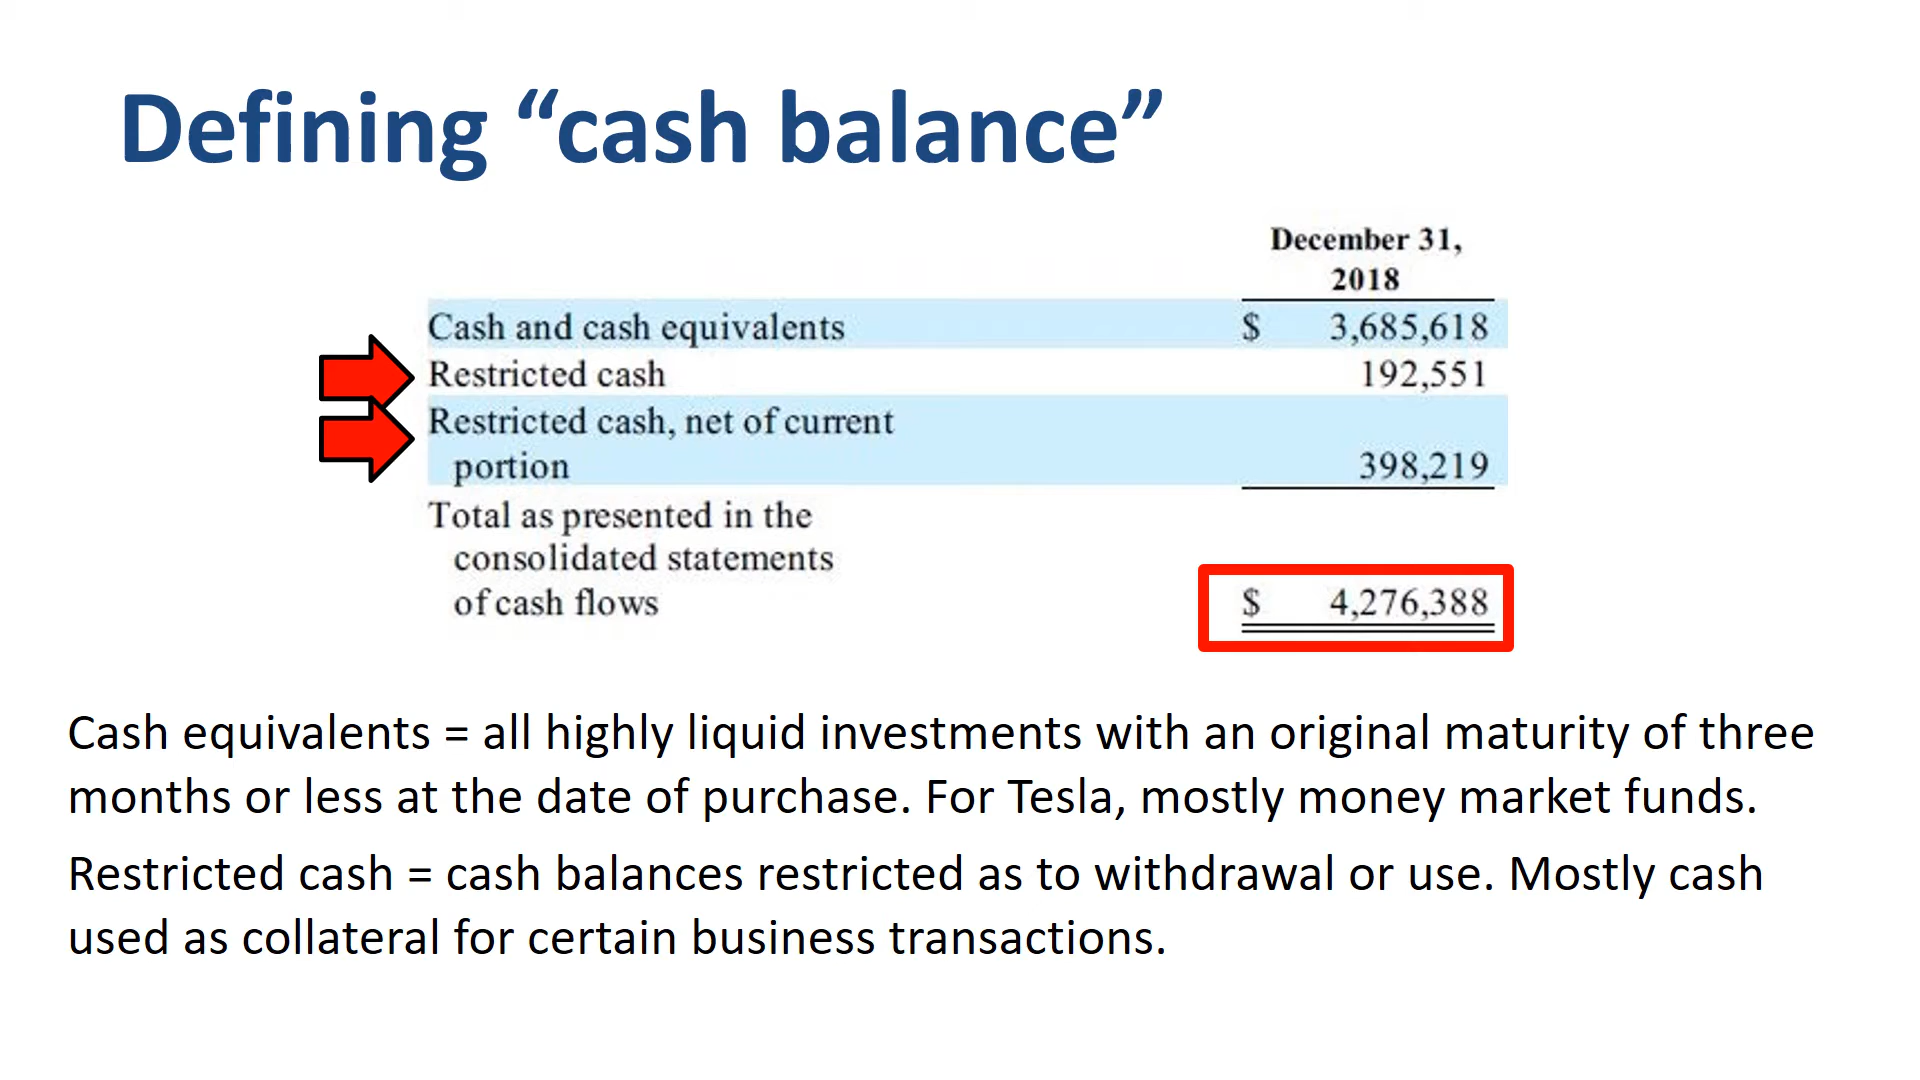 Defining “cash balance”
December 31,
2018
Cash and cash equivalents $ 3,685,618
Restricted cash 192,551
Restricted cash, net of current
portion 398,219
Total as presented in the
consolidated statements
of cash flows $ 4,276,388
Cash equivalents = all highly liquid investments with an original maturity of three
months or less at the date of purchase. For Tesla, mostly money market funds.
Restricted cash = cash balances restricted as to withdrawal or use. Mostly cash
used as collateral for certain business transactions.